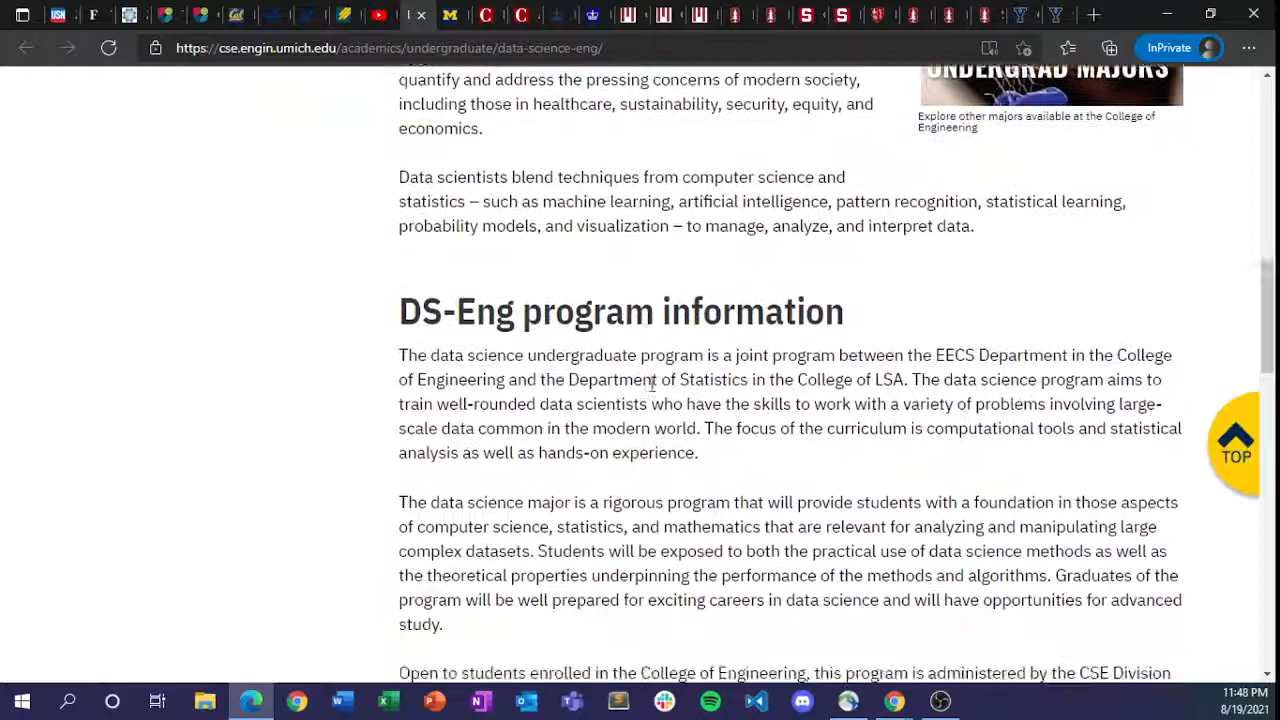 USN
F
Cal
M
C
C
Y
Y
https://cse.engin.umich.edu/academics/undergraduate/data-science-eng/
InPrivate
quantify and address the pressing concerns of modern society,
including those in healthcare, sustainability, security, equity, and
economics.
UNDERGRAD MAJORS
Explore other majors available at the College of
Engineering
Data scientists blend techniques from computer science and
statistics – such as machine learning, artificial intelligence, pattern recognition, statistical learning,
probability models, and visualization – to manage, analyze, and interpret data.
DS-Eng program information
The data science undergraduate program is a joint program between the EECS Department in the College
of Engineering and the Department of Statistics in the College of LSA. The data science program aims to
train well-rounded data scientists who have the skills to work with a variety of problems involving large-
scale data common in the modern world. The focus of the curriculum is computational tools and statistical
analysis as well as hands-on experience.
TOP
The data science major is a rigorous program that will provide students with a foundation in those aspects
of computer science, statistics, and mathematics that are relevant for analyzing and manipulating large
complex datasets. Students will be exposed to both the practical use of data science methods as well as
the theoretical properties underpinning the performance of the methods and algorithms. Graduates of the
program will be well prepared for exciting careers in data science and will have opportunities for advanced
study.
Open to students enrolled in the College of Engineering, this program is administered by the CSE Division
11:48 PM
8/19/2021